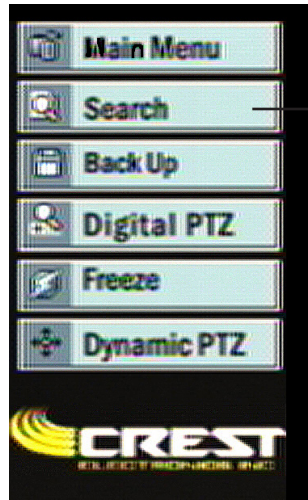 Main Menu
Search
Back Up
Digital PTZ
Freeze
Dynamic PTZ
CREST